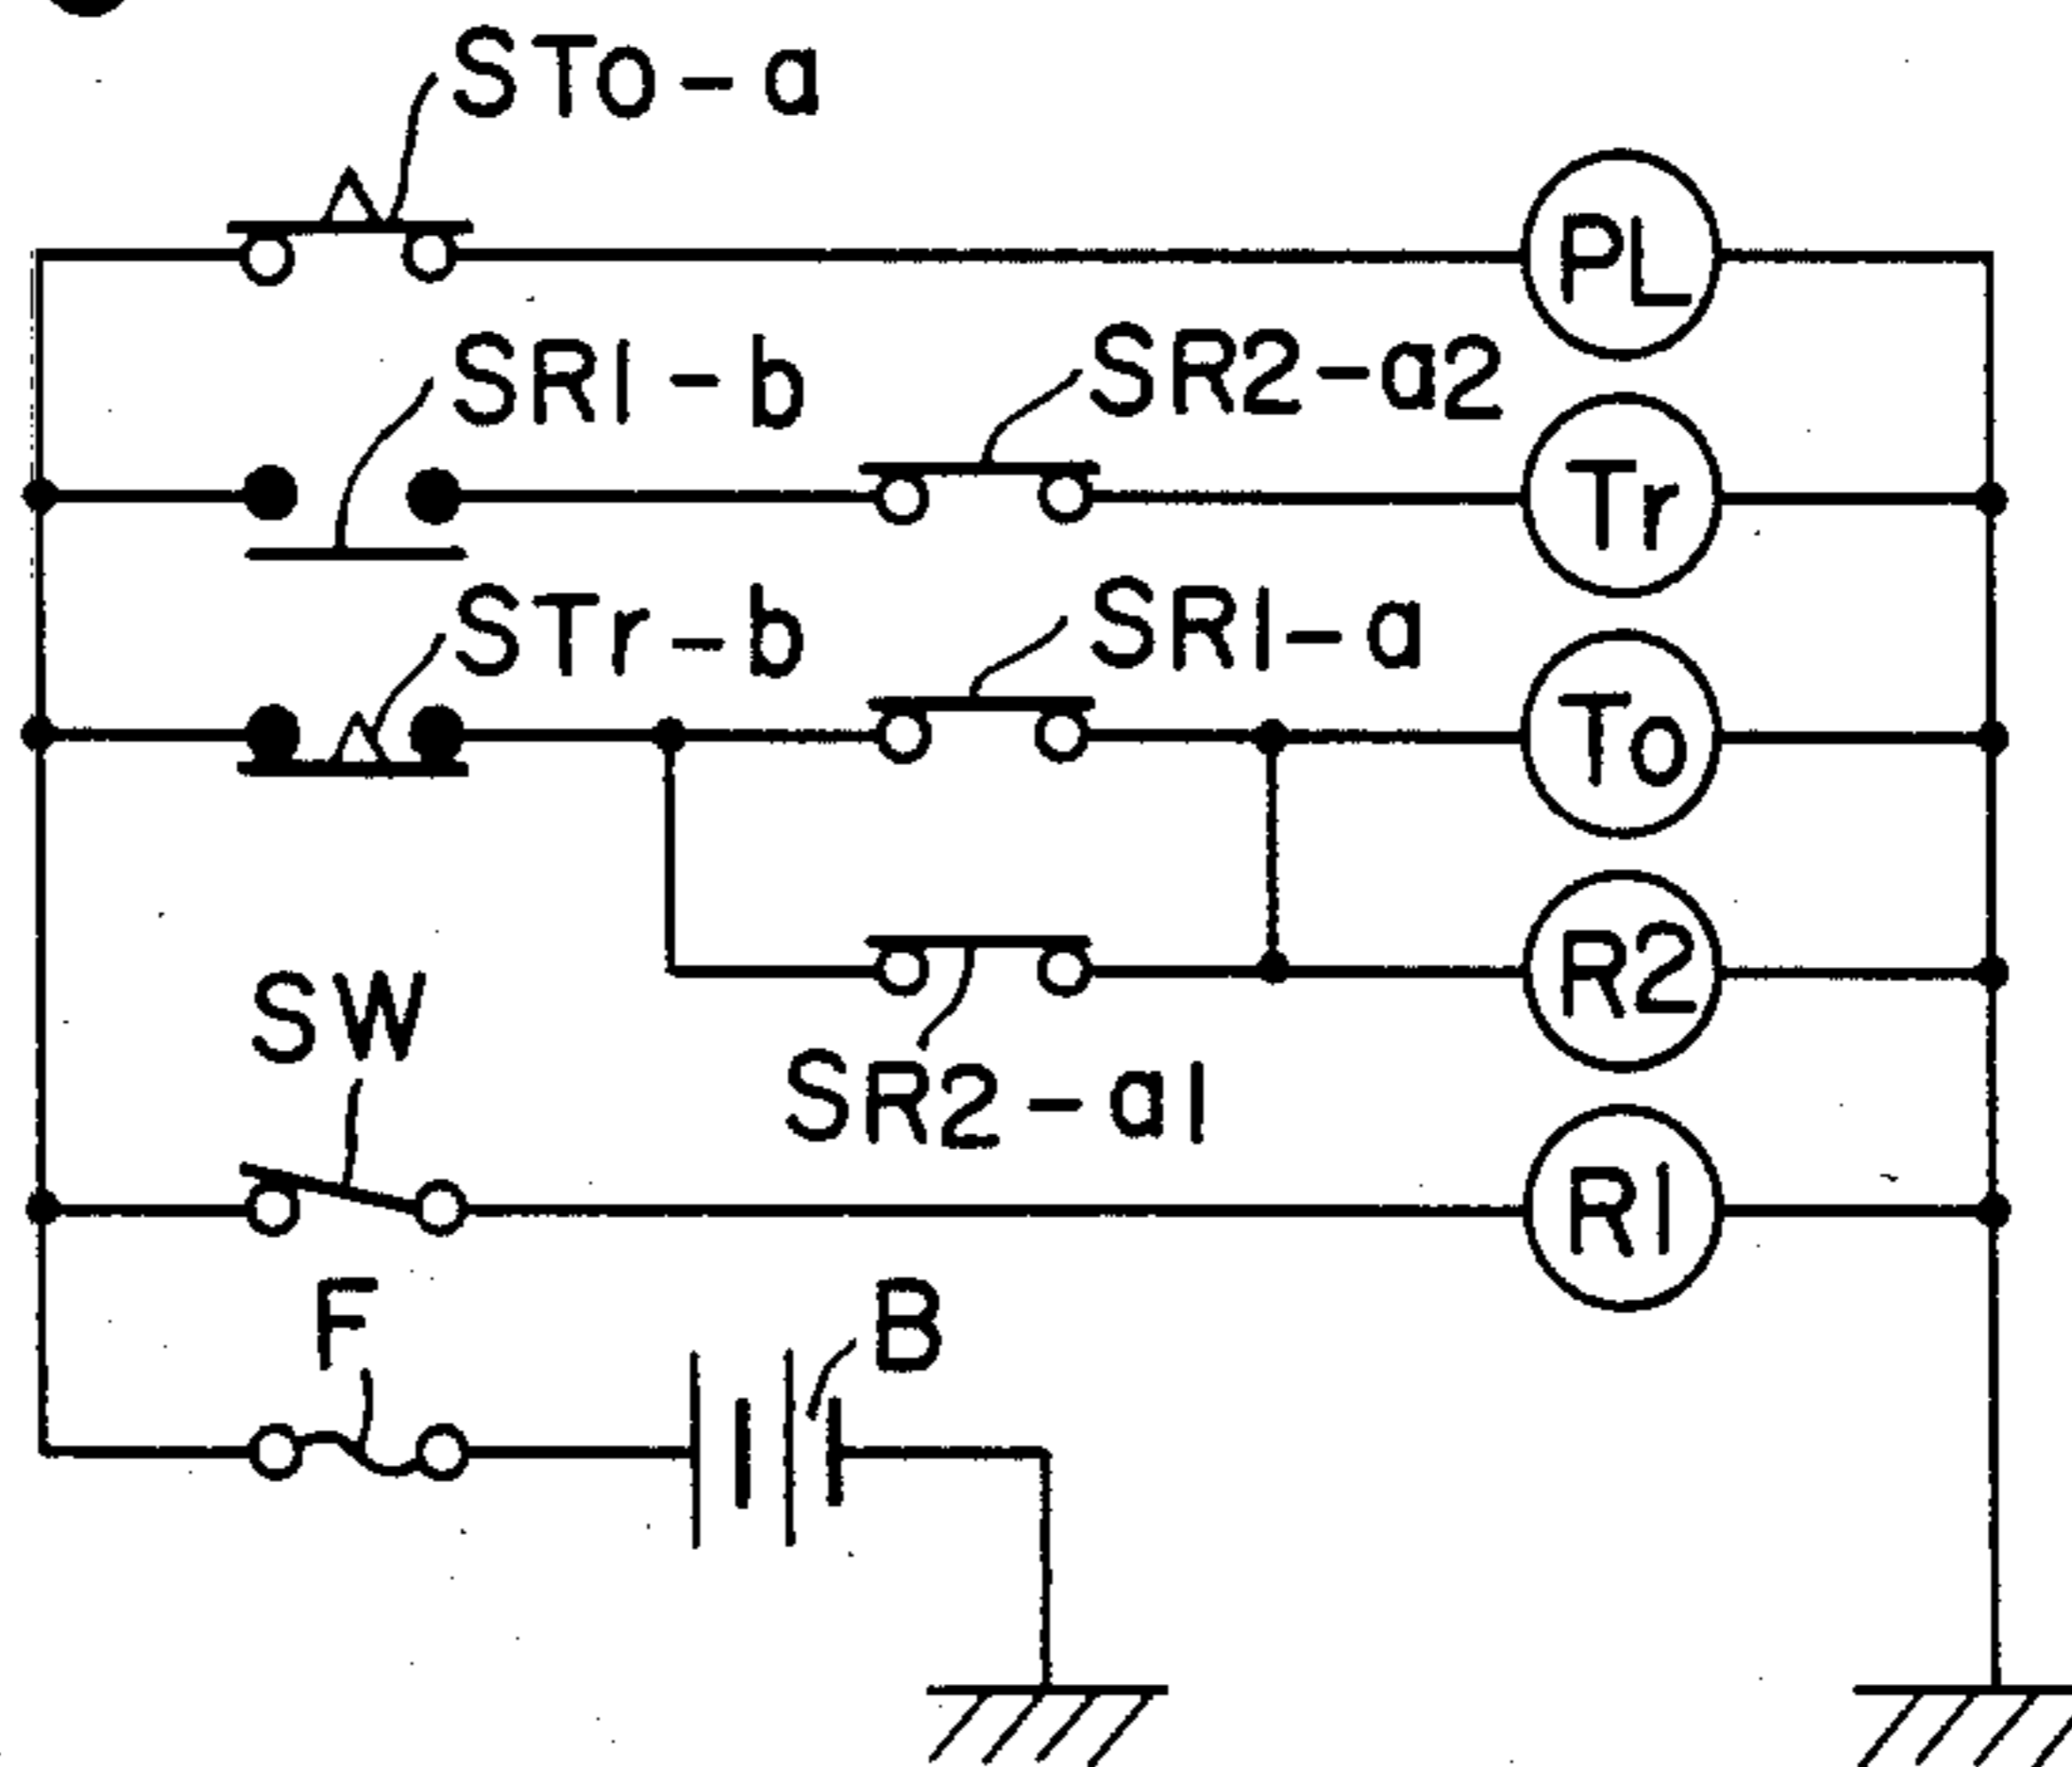 STo-a
PL
SR1-b
SR2-a2
Tr
STr-b
SR1-a
To
R2
SW
SR2-a1
R1
F
B